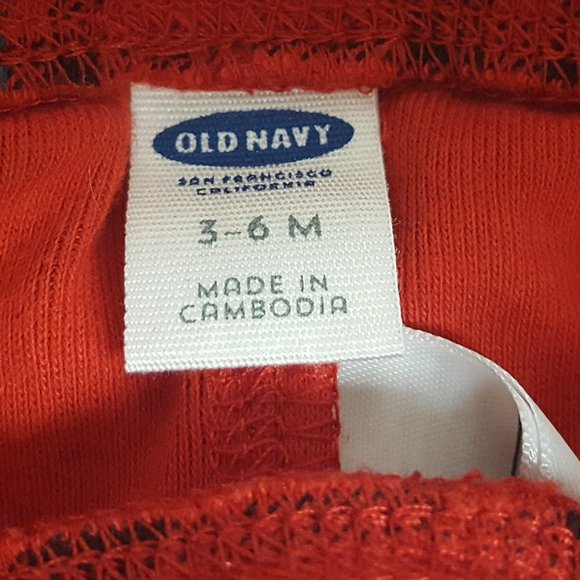 OLD NAVY
SAN FRANCISCO
CALIFORNIA
3-6 M
MADE IN
CAMBODIA